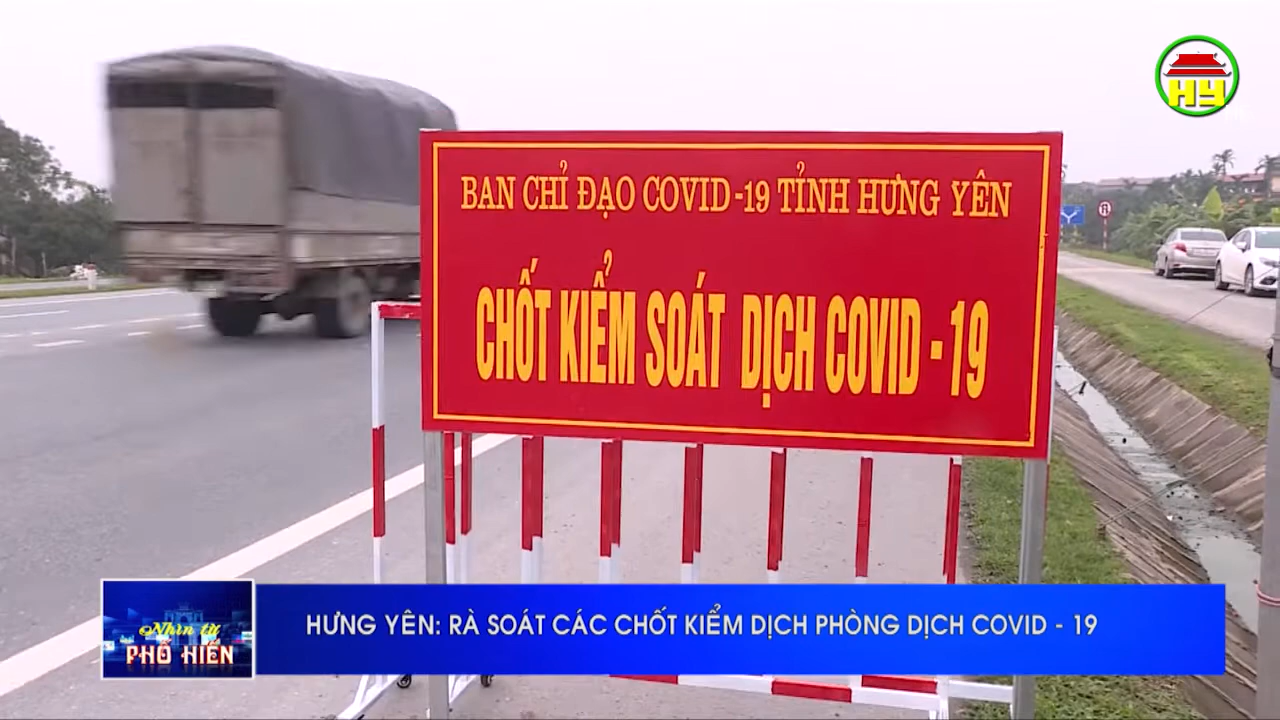 HY
BAN CHỈ ĐẠO COVID-19 TỈNH HƯNG YÊN
CHỐT KIỂM SOÁT DỊCH COVID - 19
Nhìn từ
PHỐ HIẾN
HƯNG YÊN: RÀ SOÁT CÁC CHỐT KIỂM DỊCH PHÒNG DỊCH COVID - 19